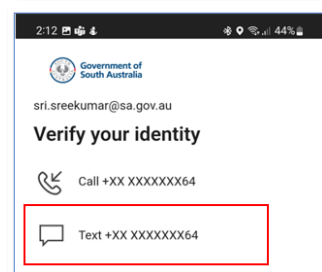 2:12 44%
Government of
South Australia
sri.sreekumar@sa.gov.au
Verify your identity
Call +XX XXXXXXX64
Text +XX XXXXXXX64